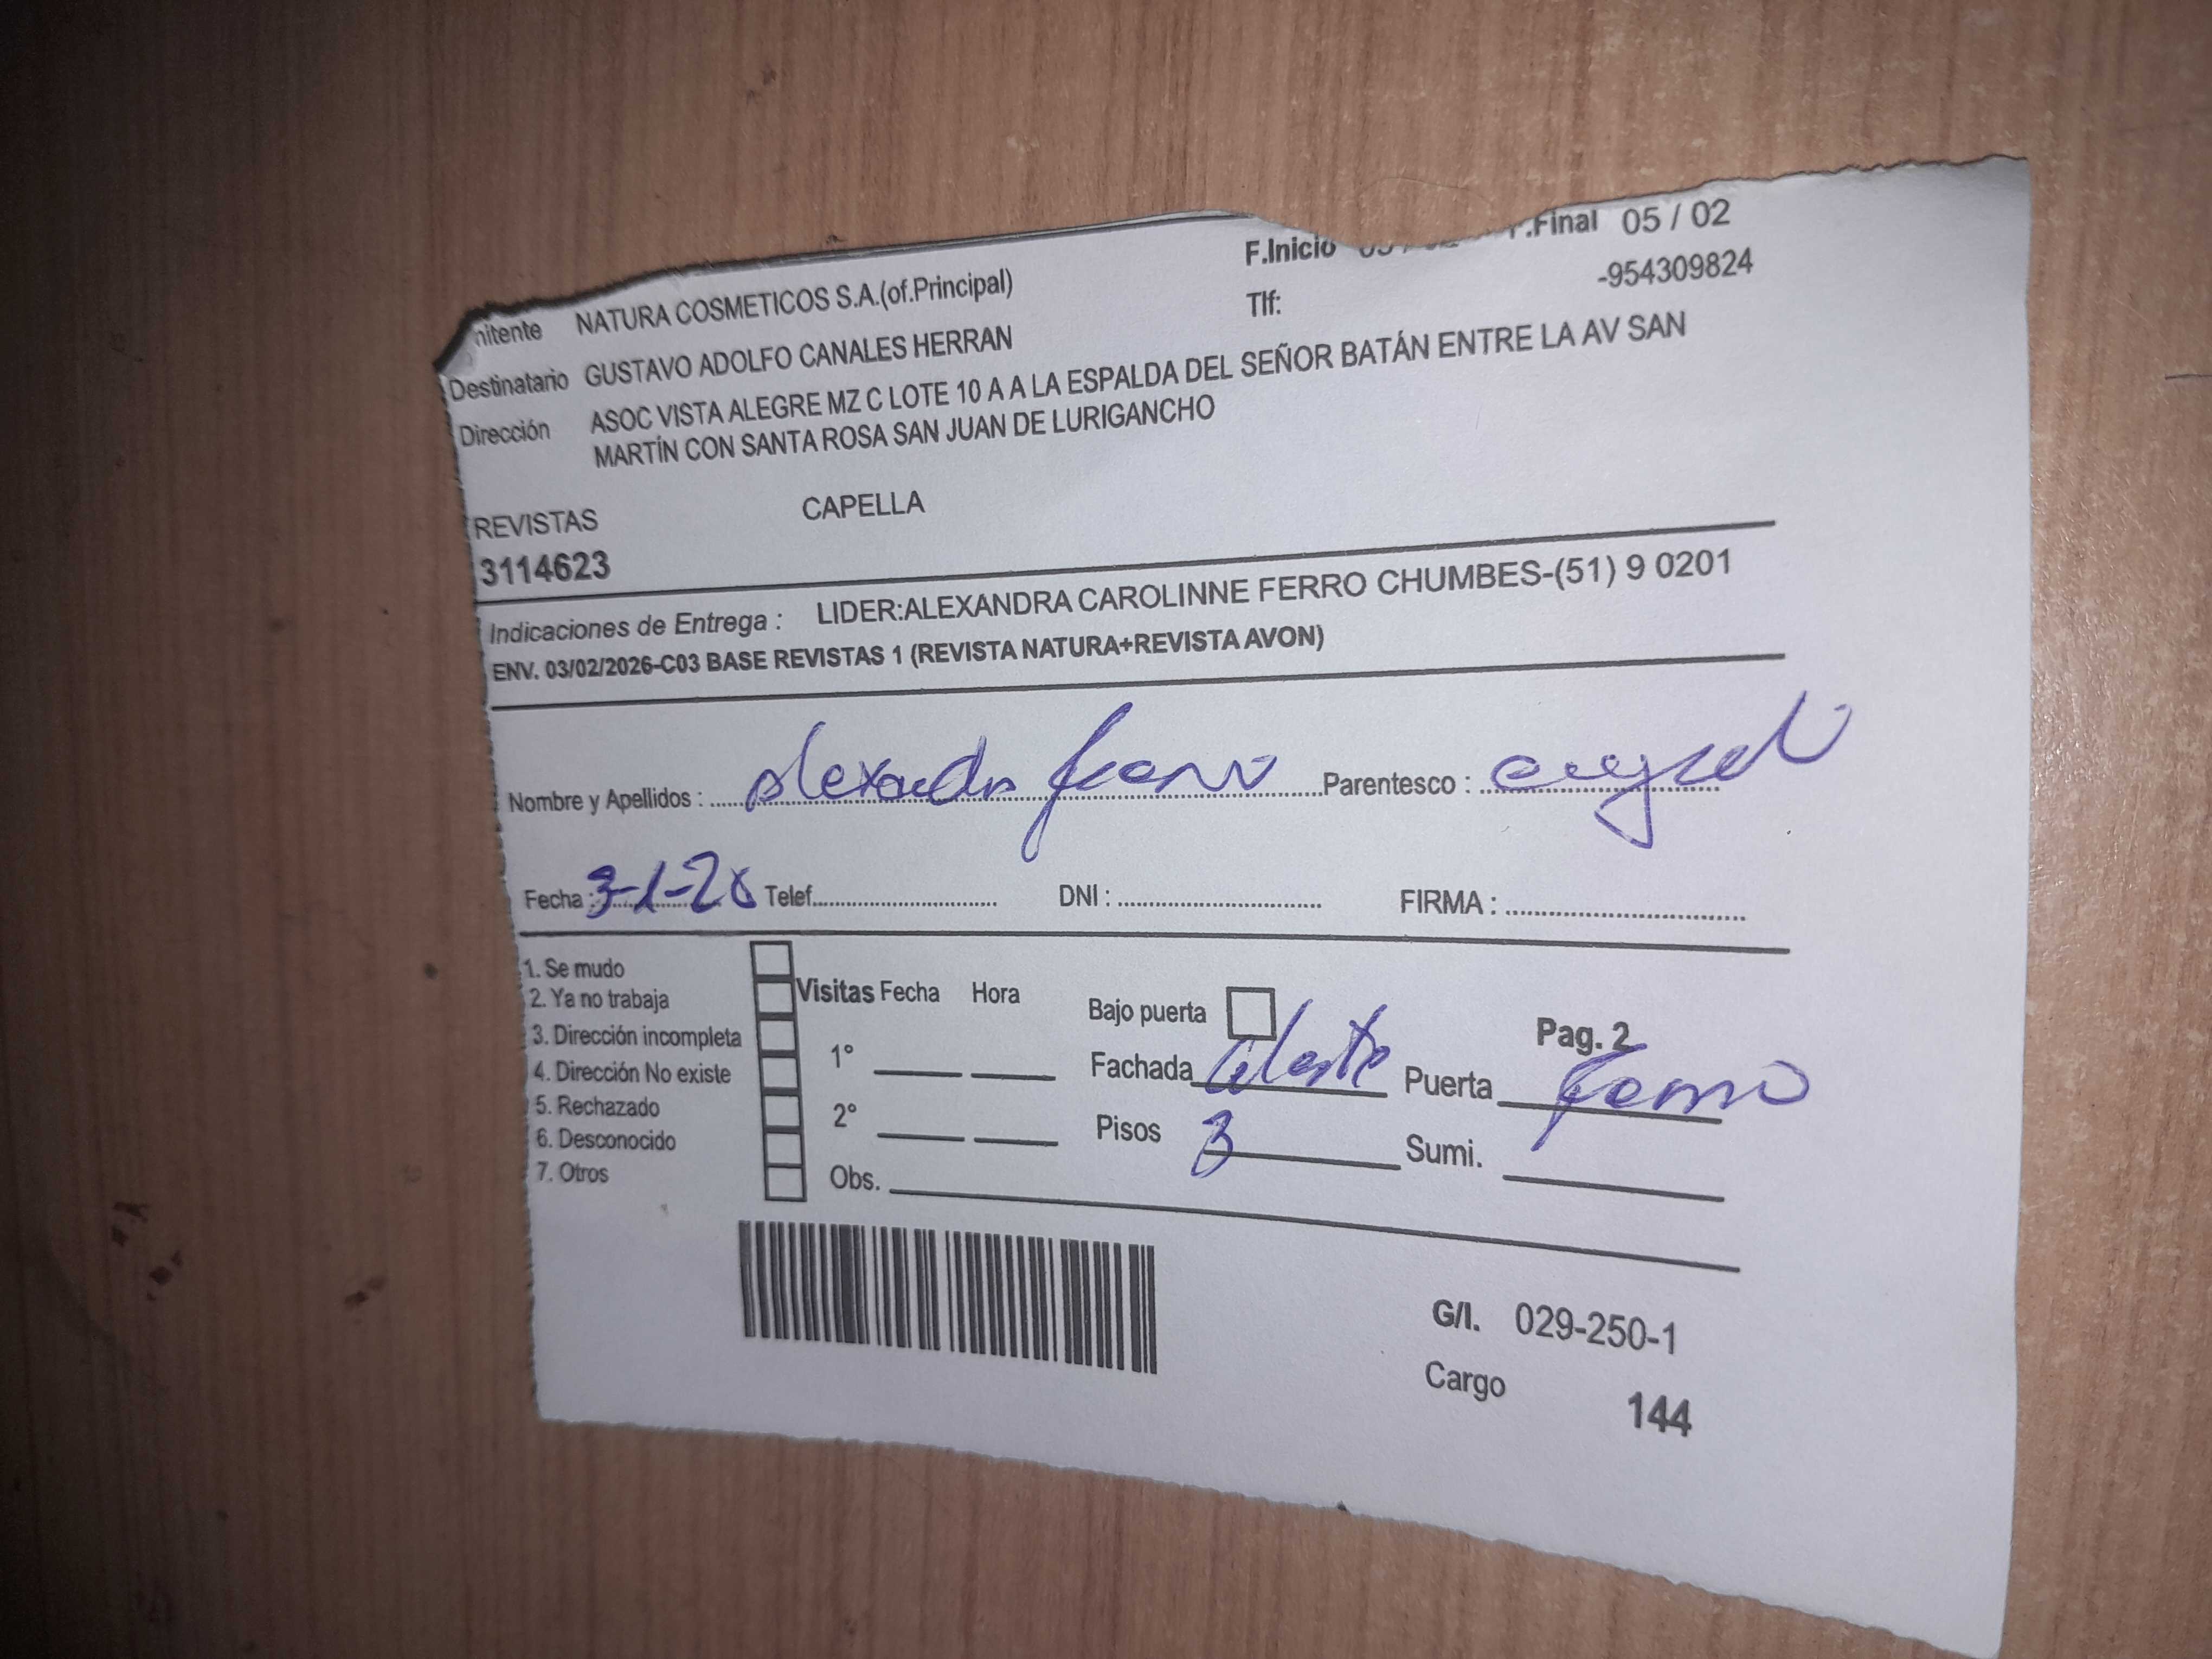 F.Inicio F.Final 05 / 02
nitente NATURA COSMETICOS S.A.(of.Principal) Tlf: -954309824
Destinatario GUSTAVO ADOLFO CANALES HERRAN
Dirección ASOC VISTA ALEGRE MZ C LOTE 10 A A LA ESPALDA DEL SEÑOR BATÁN ENTRE LA AV SAN
MARTÍN CON SANTA ROSA SAN JUAN DE LURIGANCHO
REVISTAS CAPELLA
3114623
Indicaciones de Entrega : LIDER:ALEXANDRA CAROLINNE FERRO CHUMBES-(51) 9 0201
ENV. 03/02/2026-C03 BASE REVISTAS 1 (REVISTA NATURA+REVISTA AVON)
Nombre y Apellidos : Alexandra ferro Parentesco :
Fecha : 3-1-26 Telef. DNI : FIRMA :
1. Se mudo
2. Ya no trabaja
3. Dirección incompleta
4. Dirección No existe
5. Rechazado
6. Desconocido
7. Otros
Visitas Fecha Hora
1°
2°
Obs.
Bajo puerta Pag. 2
Fachada celeste Puerta Ferro
Pisos 3 Sumi.
G/I. 029-250-1
Cargo 144